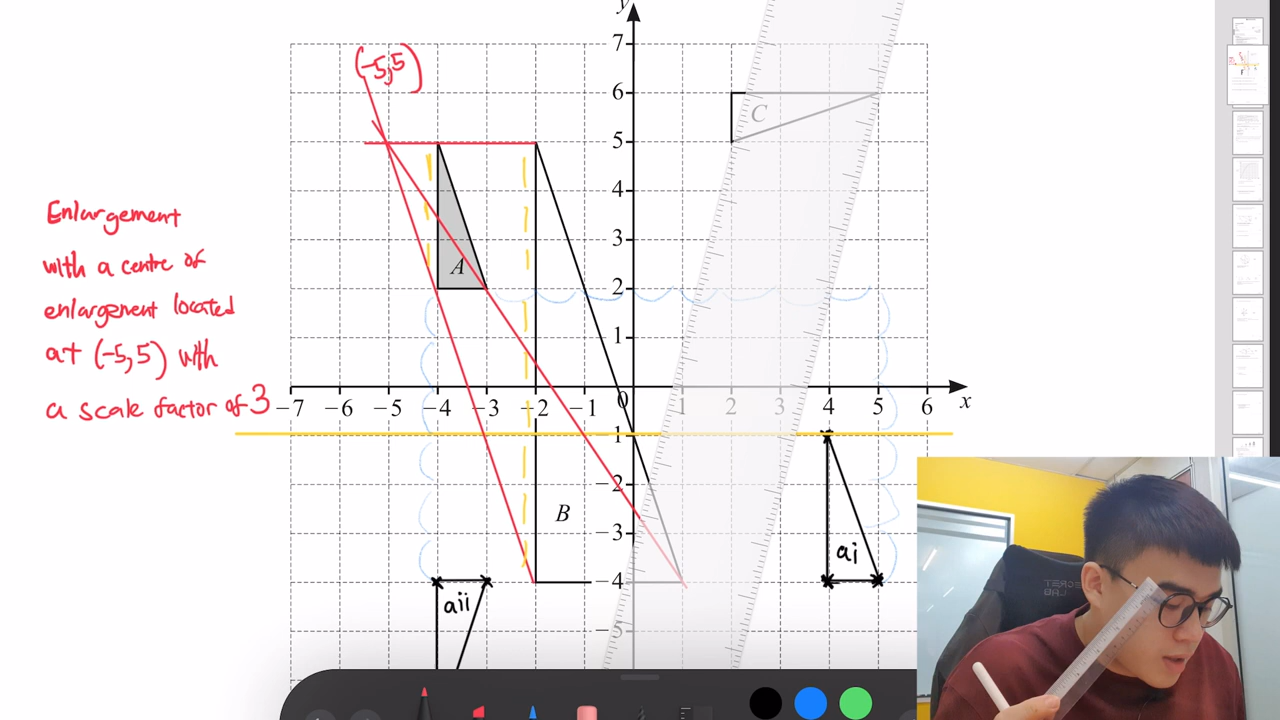 y
(-5,5)
7
6
C
5
4
3
A
2
1
Enlargement
with a centre of
enlargement located
at (-5,5) with
a scale factor of 3
−7 −6 −5 −4 −3 −2 −1 0 1 2 3 4 5 6 x
1
−2
B
−3
ai
−4
aii
−5